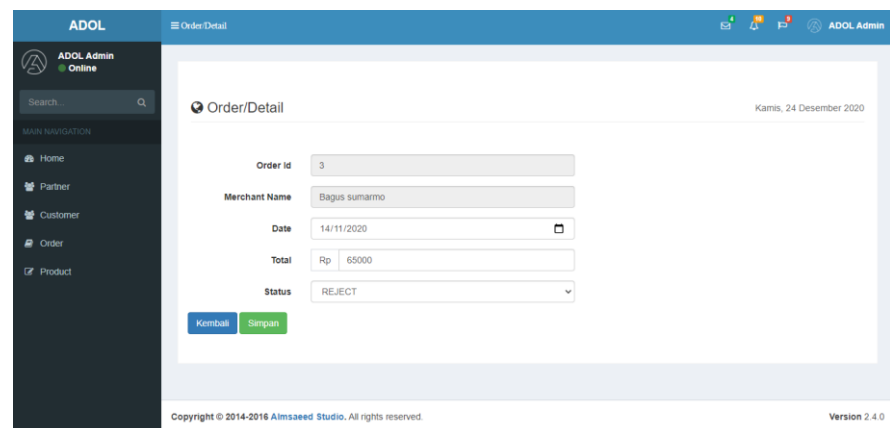 ADOL
Order/Detail
4
10
9
ADOL Admin
ADOL Admin
Online
Search...
MAIN NAVIGATION
Home
Partner
Customer
Order
Product
Order/Detail
Kamis, 24 Desember 2020
Order Id
3
Merchant Name
Bagus sumarmo
Date
14/11/2020
Total
Rp
65000
Status
REJECT
Kembali
Simpan
Copyright © 2014-2016 Almsaeed Studio. All rights reserved.
Version 2.4.0